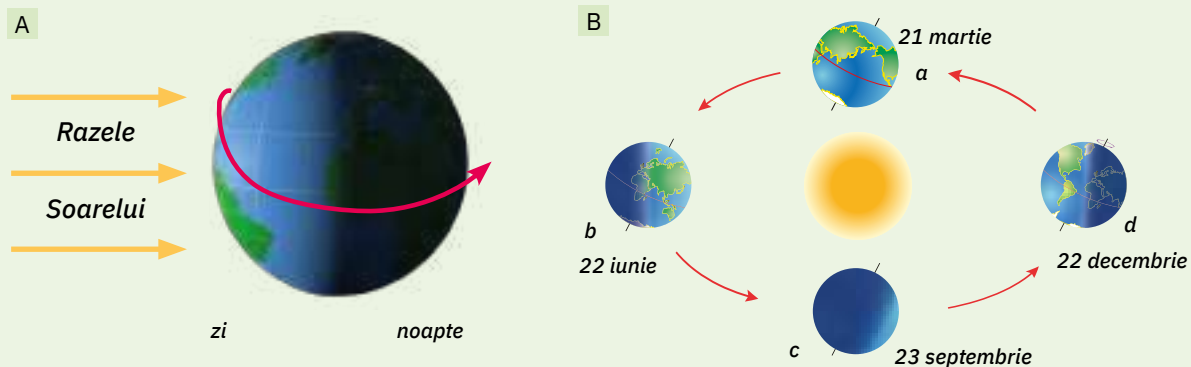 A
Razele
Soarelui
zi
noapte
B
21 martie
a
b
22 iunie
d
22 decembrie
c
23 septembrie